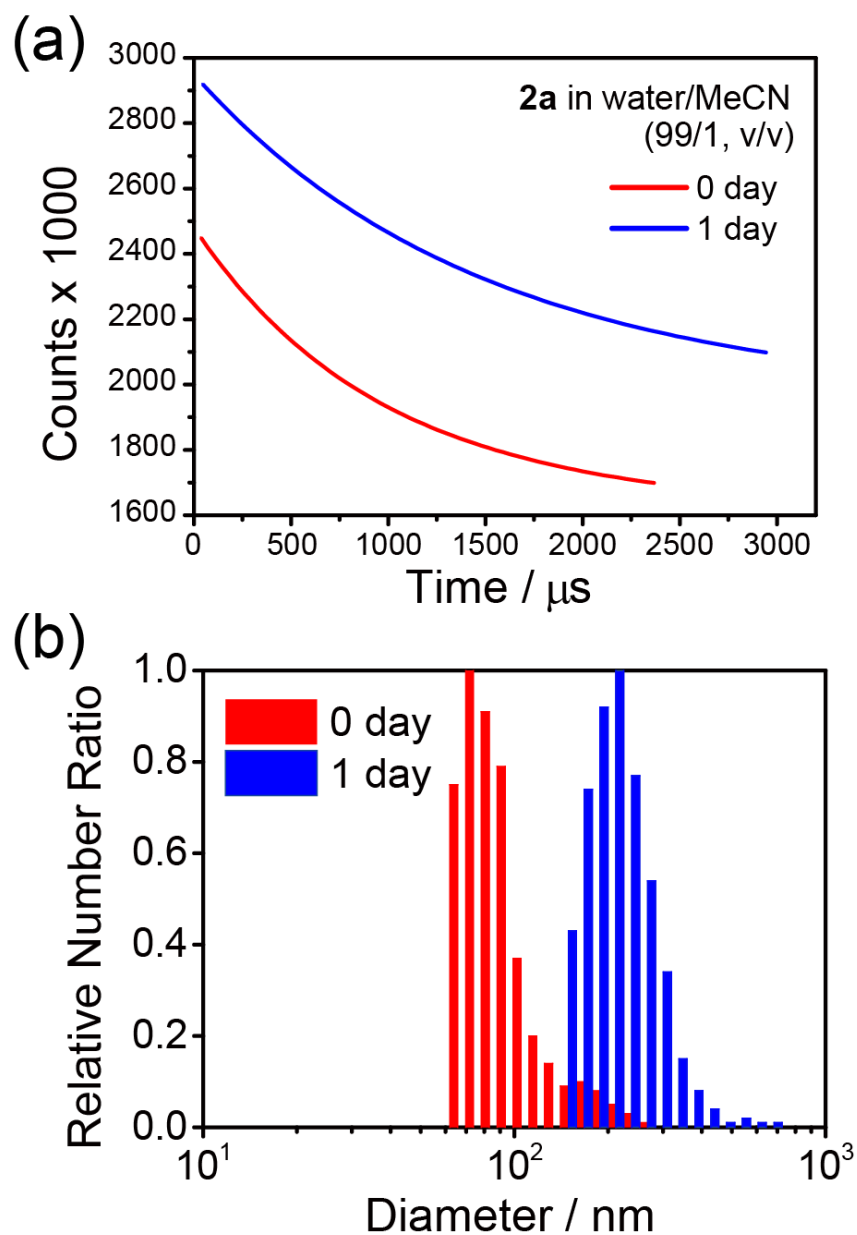 (a)
3000
2800
2600
2400
2200
2000
1800
1600
Counts x 1000
2a in water/MeCN
(99/1, v/v)
0 day
1 day
0 500 1000 1500 2000 2500 3000
Time / μs
(b)
1.0
0.8
0.6
0.4
0.2
0.0
Relative Number Ratio
0 day
1 day
10¹ 10² 10³
Diameter / nm